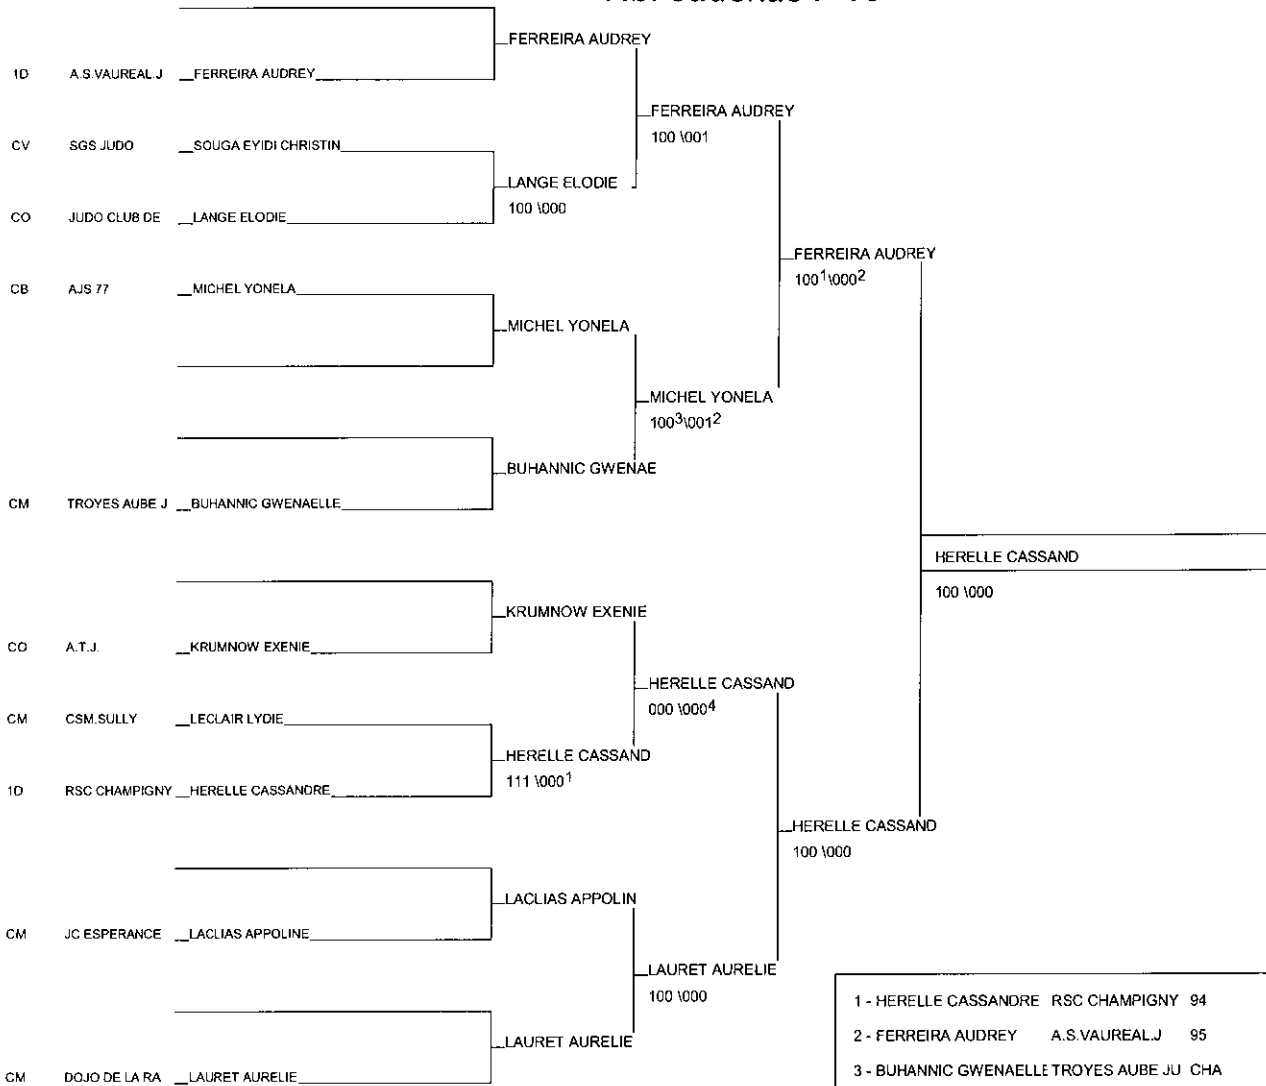 FERREIRA AUDREY
1D A.S.VAUREAL.J FERREIRA AUDREY
FERREIRA AUDREY
100 \001
CV SGS JUDO SOUGA EYIDI CHRISTIN
LANGE ELODIE
100 \000
CO JUDO CLUB DE LANGE ELODIE
FERREIRA AUDREY
100¹\000²
CB AJS 77 MICHEL YONELA
MICHEL YONELA
MICHEL YONELA
100³\001²
BUHANNIC GWENAE
CM TROYES AUBE J BUHANNIC GWENAELLE
HERELLE CASSAND
100 \000
KRUMNOW EXENIE
CO A.T.J. KRUMNOW EXENIE
HERELLE CASSAND
000 \000⁴
CM CSM.SULLY LECLAIR LYDIE
HERELLE CASSAND
111 \000¹
1D RSC CHAMPIGNY HERELLE CASSANDRE
HERELLE CASSAND
100 \000
LACLIAS APPOLIN
CM JC ESPERANCE LACLIAS APPOLINE
LAURET AURELIE
100 \000
LAURET AURELIE
CM DOJO DE LA RA LAURET AURELIE
1 - HERELLE CASSANDRE RSC CHAMPIGNY 94
2 - FERREIRA AUDREY A.S.VAUREAL.J 95
3 - BUHANNIC GWENAELLE TROYES AUBE JU CHA